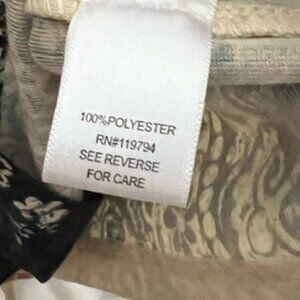 100%POLYESTER
RN#119794
SEE REVERSE
FOR CARE